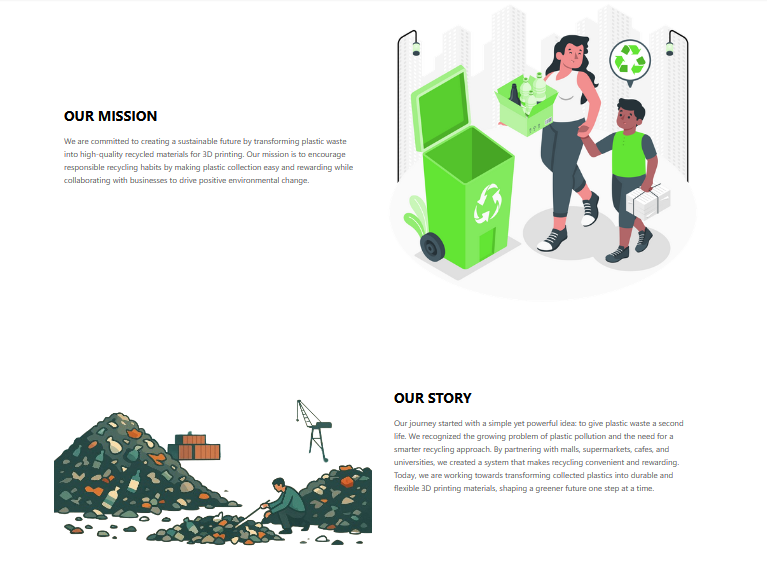 OUR MISSION
We are committed to creating a sustainable future by transforming plastic waste
into high-quality recycled materials for 3D printing. Our mission is to encourage
responsible recycling habits by making plastic collection easy and rewarding while
collaborating with businesses to drive positive environmental change.
OUR STORY
Our journey started with a simple yet powerful idea: to give plastic waste a second
life. We recognized the growing problem of plastic pollution and the need for a
smarter recycling approach. By partnering with malls, supermarkets, cafes, and
universities, we created a system that makes recycling convenient and rewarding.
Today, we are working towards transforming collected plastics into durable and
flexible 3D printing materials, shaping a greener future one step at a time.